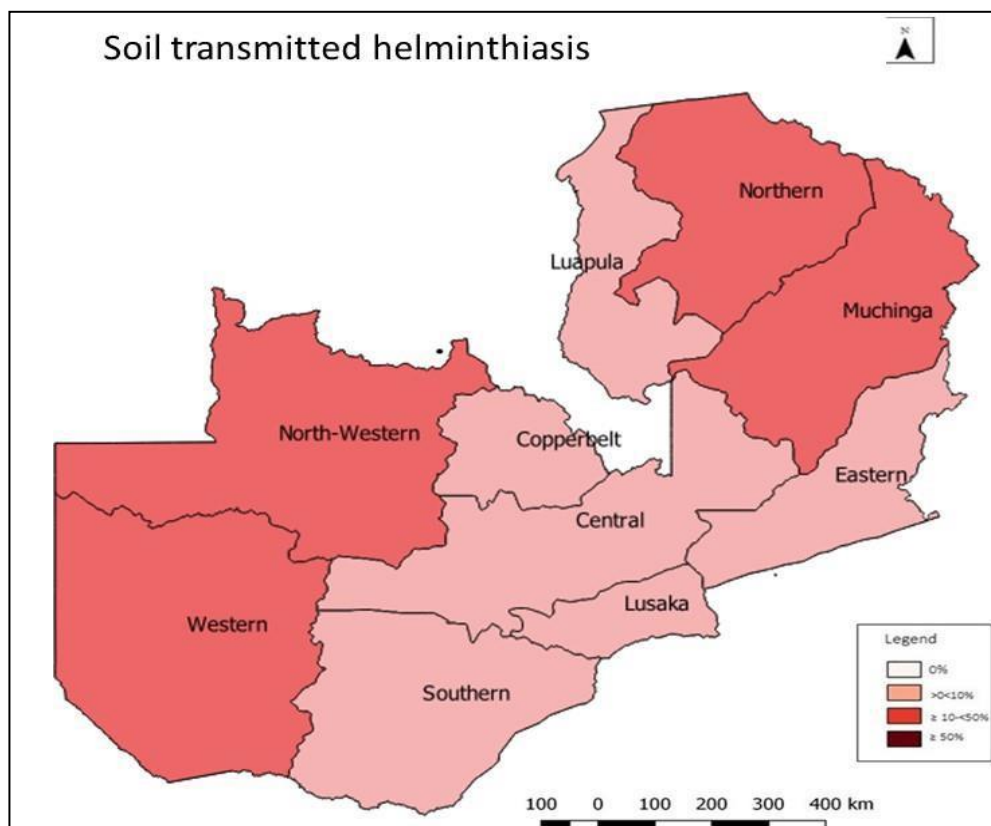 Soil transmitted helminthiasis
N
Northern
Luapula
Muchinga
North-Western
Copperbelt
Eastern
Central
Western
Lusaka
Southern
Legend
0%
>0<10%
≥ 10-<50%
≥ 50%
100 0 100 200 300 400 km